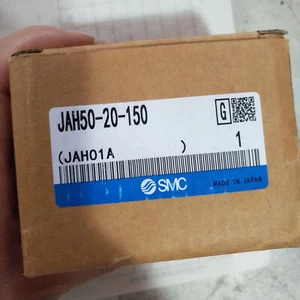 JAH50-20-150
G
(JAH01A )
1
SMC
MADE IN JAPAN